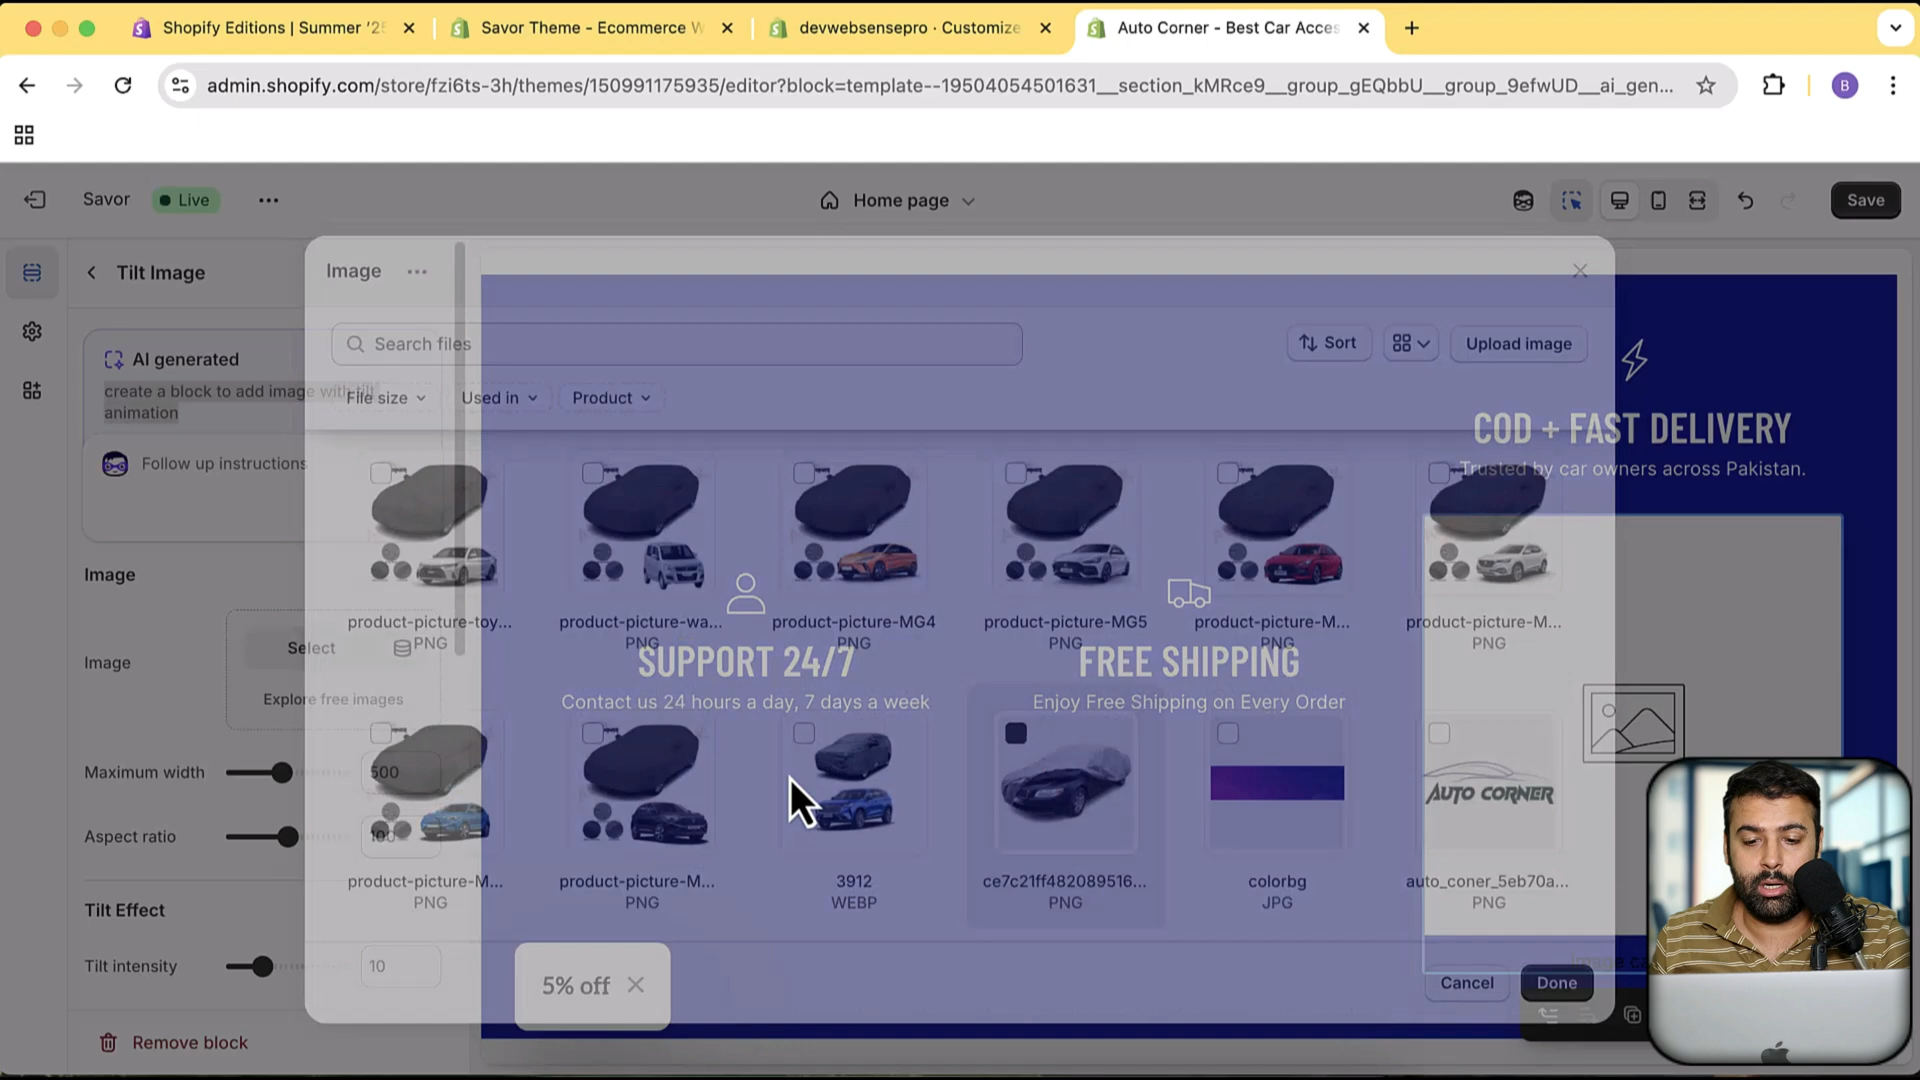 Shopify Editions | Summer '25
Savor Theme - Ecommerce W
devwebsensepro · Customize
Auto Corner - Best Car Acces
admin.shopify.com/store/fzi6ts-3h/themes/150991175935/editor?block=template--19504054501631__section_kMRce9__group_gEQbbU__group_9efwUD__ai_gen...
B
Savor
Live
Home page
Save
Tilt Image
Image
AI generated
create a block to add image with tilt
animation
Follow up instructions
Image
Image
Select
Explore free images
Maximum width
500
Aspect ratio
100
Tilt Effect
Tilt intensity
10
Remove block
Search files
Sort
Upload image
File size
Used in
Product
product-picture-toy...
PNG
product-picture-wa...
PNG
product-picture-MG4
PNG
product-picture-MG5
PNG
product-picture-M...
PNG
product-picture-M...
PNG
product-picture-M...
PNG
product-picture-M...
PNG
3912
WEBP
ce7c21ff482089516...
PNG
colorbg
JPG
AUTO CORNER
auto_coner_5eb70a...
PNG
SUPPORT 24/7
Contact us 24 hours a day, 7 days a week
FREE SHIPPING
Enjoy Free Shipping on Every Order
COD + FAST DELIVERY
Trusted by car owners across Pakistan.
5% off
Cancel
Done